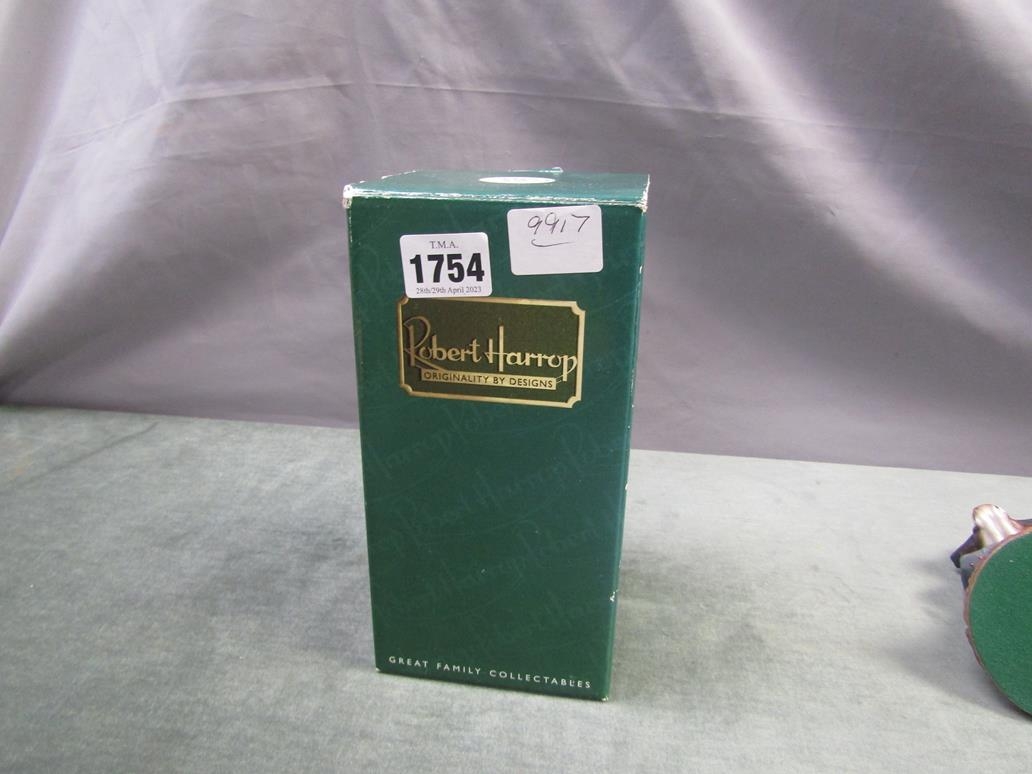 9917
T.M.A.
1754
28th/29th April 2023
Robert Harrop
ORIGINALITY BY DESIGNS
GREAT FAMILY COLLECTABLES